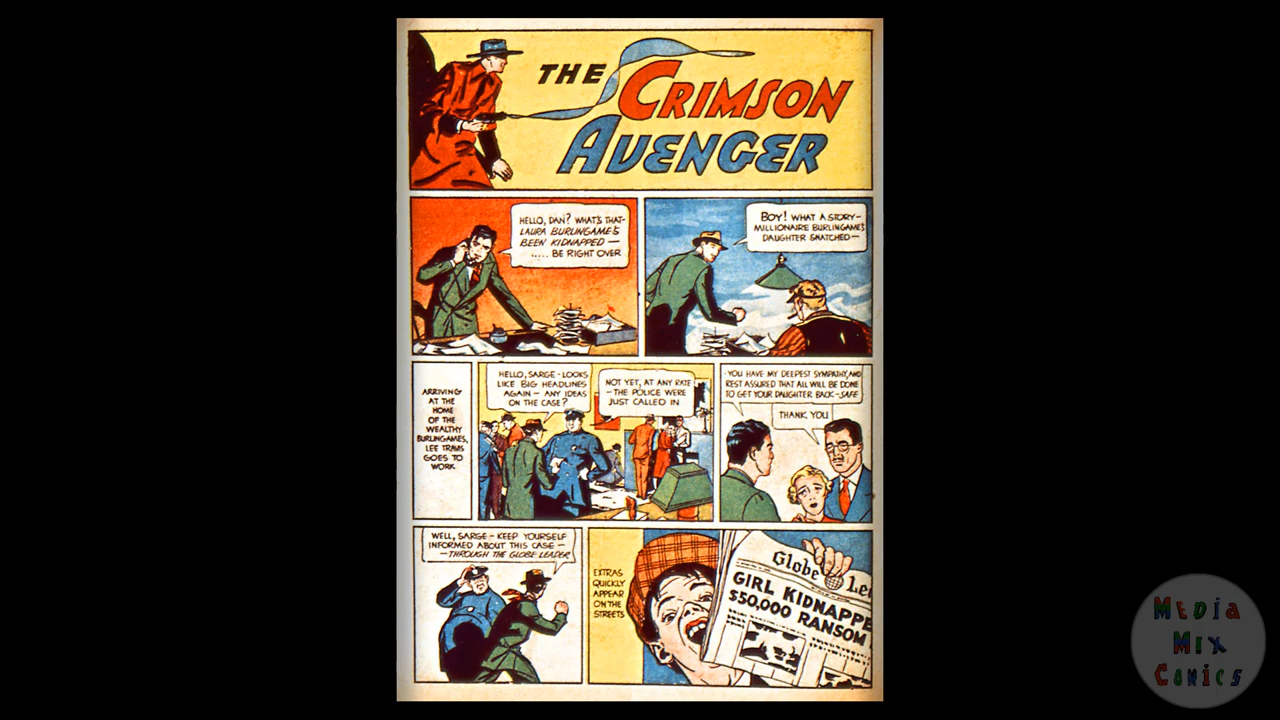 THE CRIMSON
AVENGER
HELLO, DAN? WHAT'S THAT-
LAURA BURLINGAME'S
BEEN KIDNAPPED —
..... BE RIGHT OVER
BOY! WHAT A STORY-
MILLIONAIRE BURLINGAME'S
DAUGHTER SNATCHED—
ARRIVING
AT THE
HOME
OF THE
WEALTHY
BURLINGAMES,
LEE TRAVIS
GOES TO
WORK
HELLO, SARGE - LOOKS
LIKE BIG HEADLINES
AGAIN — ANY IDEAS
ON THE CASE?
NOT YET, AT ANY RATE
— THE POLICE WERE
JUST CALLED IN
YOU HAVE MY DEEPEST SYMPATHY, AND
REST ASSURED THAT ALL WILL BE DONE
TO GET YOUR DAUGHTER BACK - SAFE
THANK YOU
WELL, SARGE - KEEP YOURSELF
INFORMED ABOUT THIS CASE —
— THROUGH THE GLOBE LEADER
EXTRAS
QUICKLY
APPEAR
ON THE
STREETS
Globe Le
GIRL KIDNAPPE
$50,000 RANSOM
MEDIA
MIX
COMICS